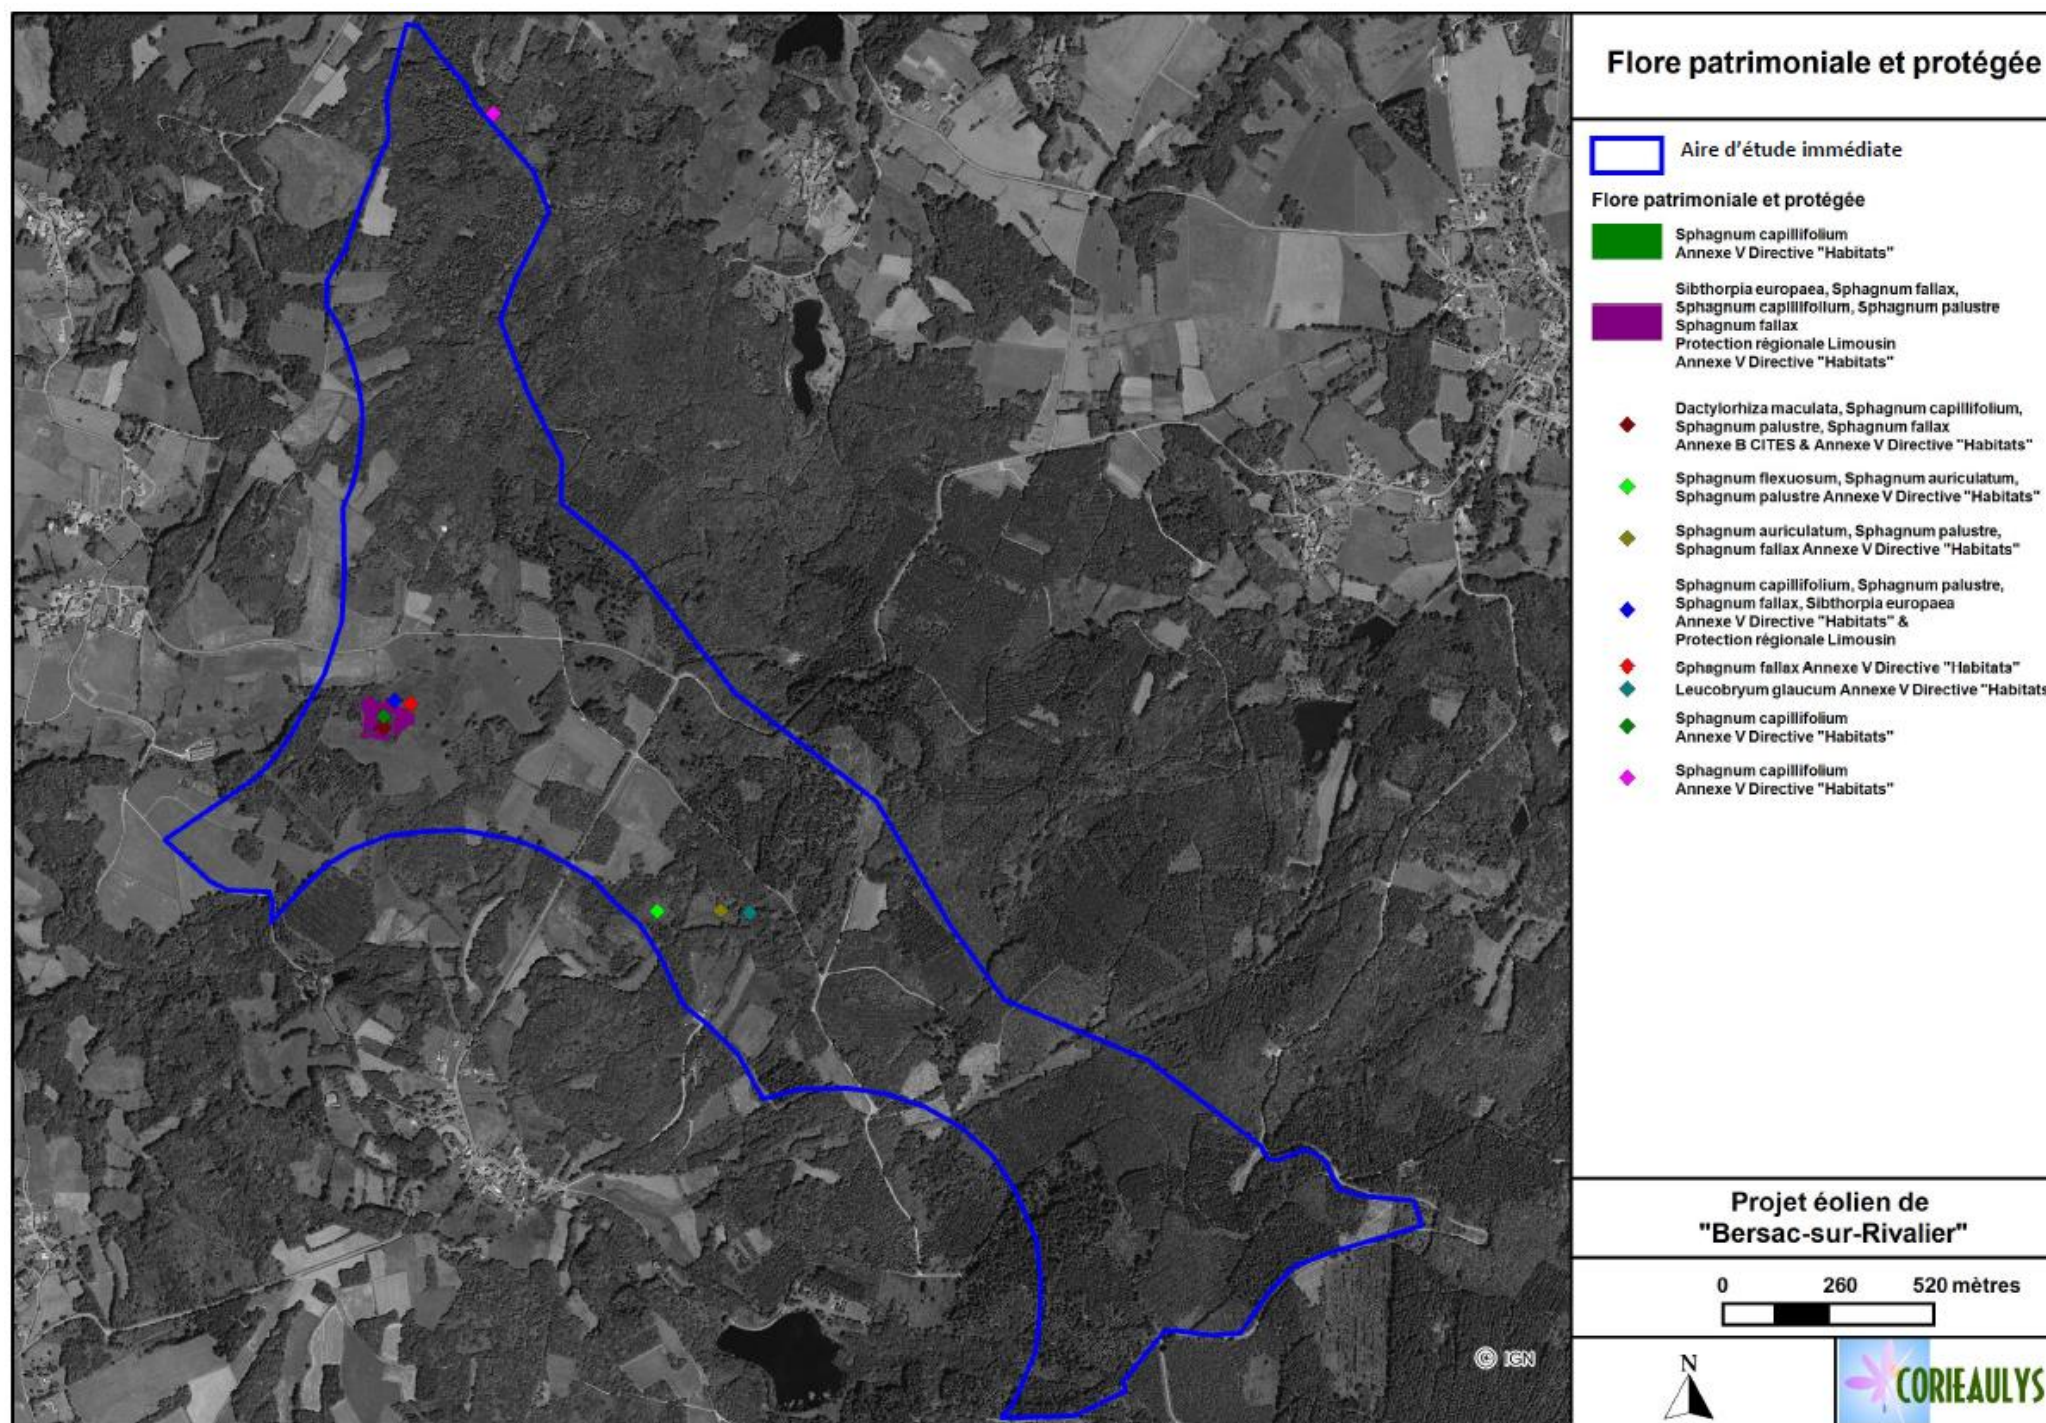 Flore patrimoniale et protégée
Aire d'étude immédiate
Flore patrimoniale et protégée
Sphagnum capillifolium
Annexe V Directive "Habitats"
Sibthorpia europaea, Sphagnum fallax,
Sphagnum capillifolium, Sphagnum palustre
Sphagnum fallax
Protection régionale Limousin
Annexe V Directive "Habitats"
Dactylorhiza maculata, Sphagnum capillifolium,
Sphagnum palustre, Sphagnum fallax
Annexe B CITES & Annexe V Directive "Habitats"
Sphagnum flexuosum, Sphagnum auriculatum,
Sphagnum palustre Annexe V Directive "Habitats"
Sphagnum auriculatum, Sphagnum palustre,
Sphagnum fallax Annexe V Directive "Habitats"
Sphagnum capillifolium, Sphagnum palustre,
Sphagnum fallax, Sibthorpia europaea
Annexe V Directive "Habitats" &
Protection régionale Limousin
Sphagnum fallax Annexe V Directive "Habitata"
Leucobryum glaucum Annexe V Directive "Habitats
Sphagnum capillifolium
Annexe V Directive "Habitats"
Sphagnum capillifolium
Annexe V Directive "Habitats"
Projet éolien de
"Bersac-sur-Rivalier"
0 260 520 mètres
© IGN
N
CORIEAULYS